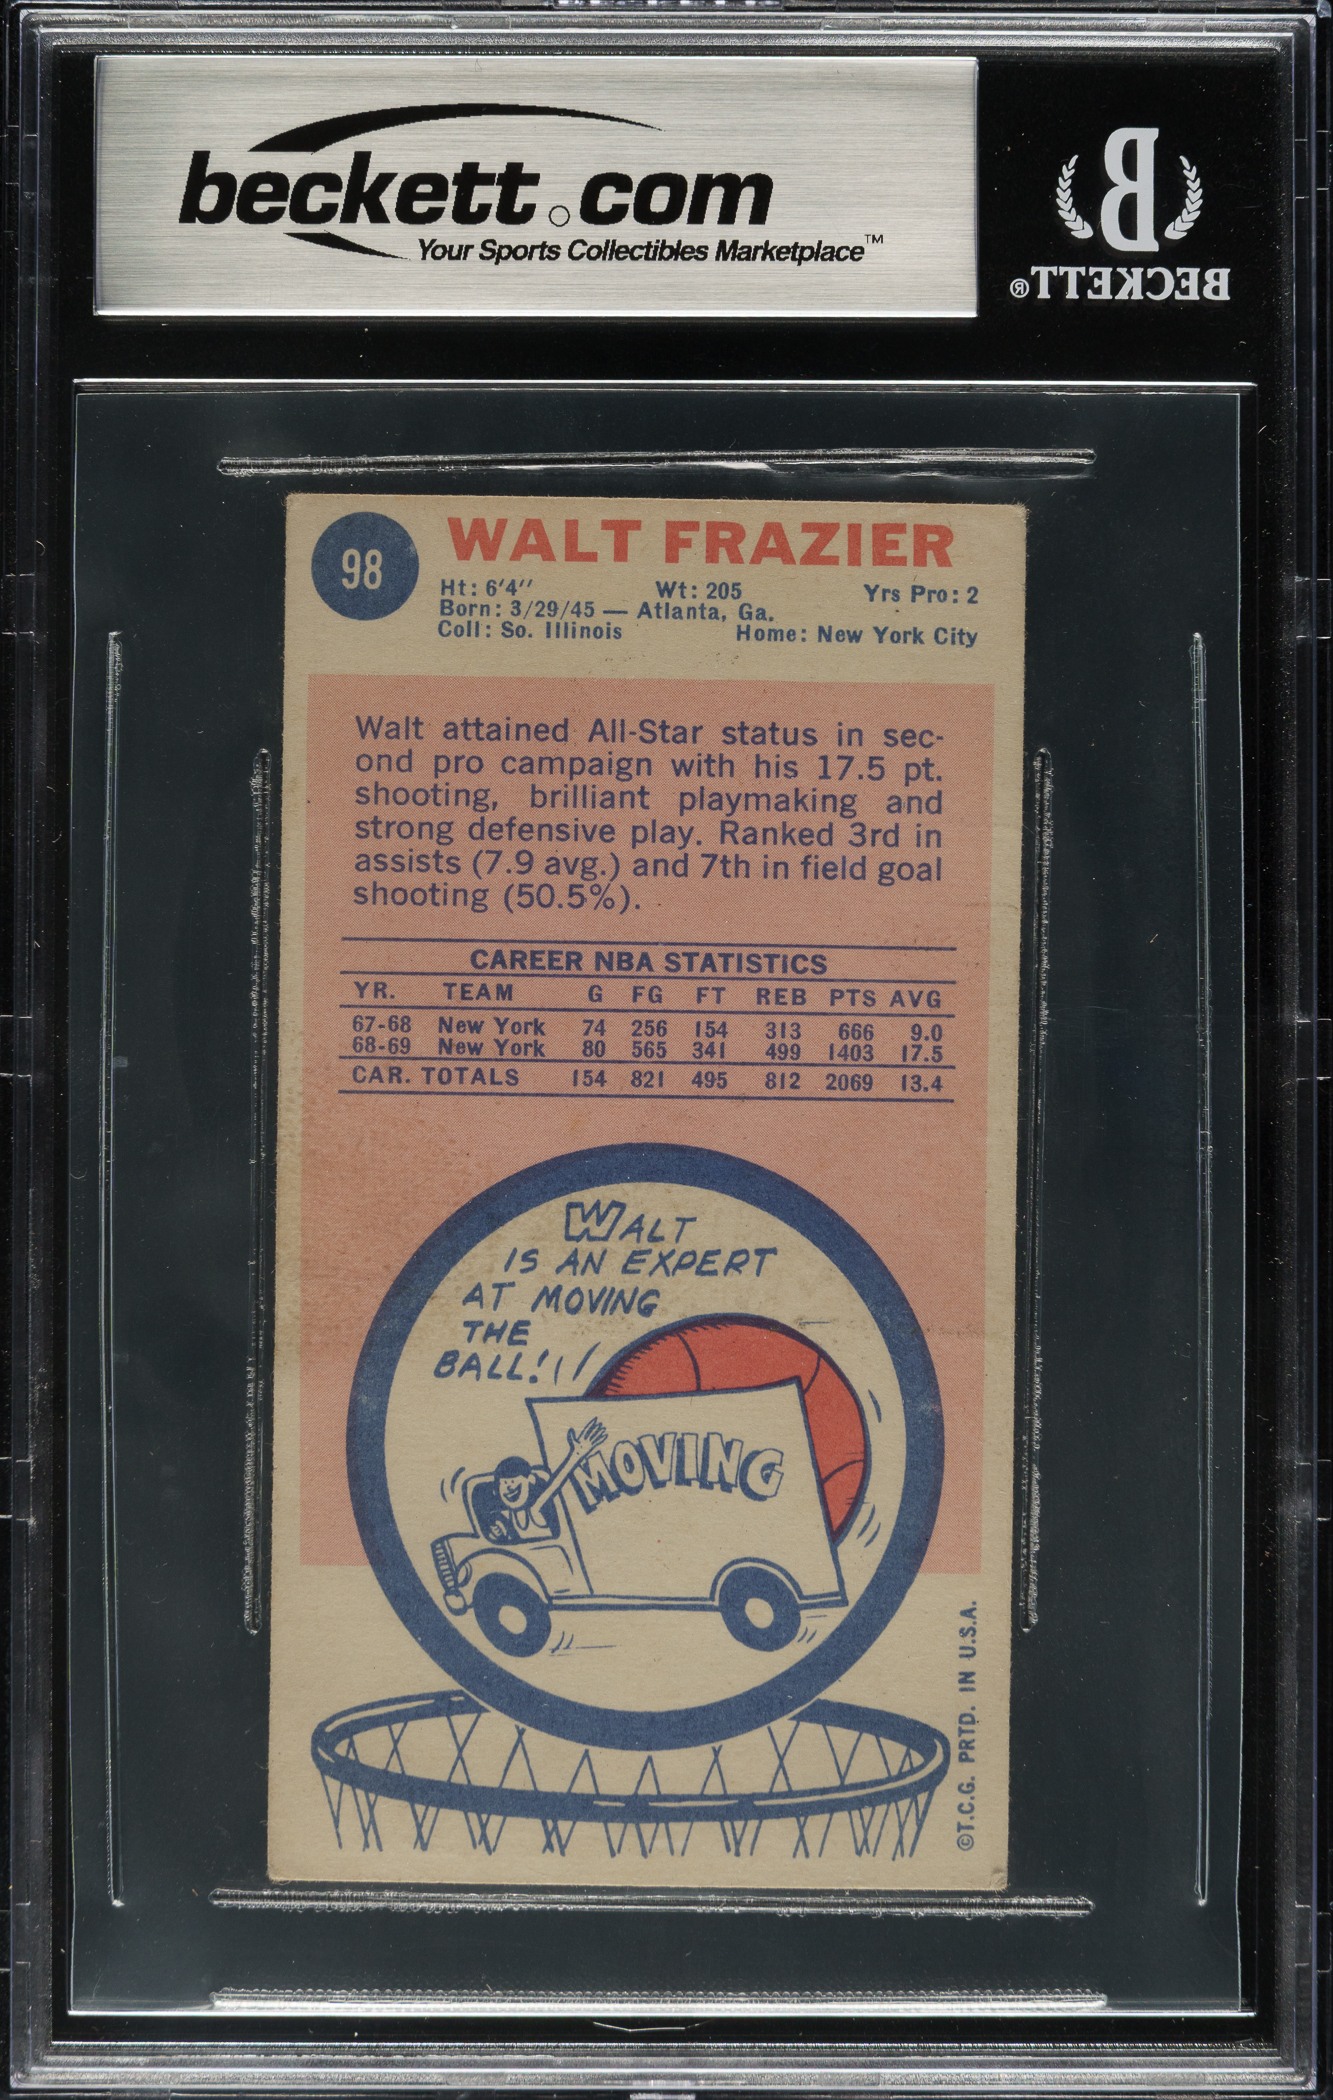 beckett.com
Your Sports Collectibles Marketplace™
B
BECKETT®
98
WALT FRAZIER
Ht: 6'4'' Wt: 205 Yrs Pro: 2
Born: 3/29/45 — Atlanta, Ga.
Coll: So. Illinois Home: New York City
Walt attained All-Star status in sec-
ond pro campaign with his 17.5 pt.
shooting, brilliant playmaking and
strong defensive play. Ranked 3rd in
assists (7.9 avg.) and 7th in field goal
shooting (50.5%).
CAREER NBA STATISTICS
YR. TEAM G FG FT REB PTS AVG
67-68 New York 74 256 154 313 666 9.0
68-69 New York 80 565 341 499 1403 17.5
CAR. TOTALS 154 821 495 812 2069 13.4
WALT
IS AN EXPERT
AT MOVING
THE
BALL!
MOVING
©T.C.G. PRTD. IN U.S.A.